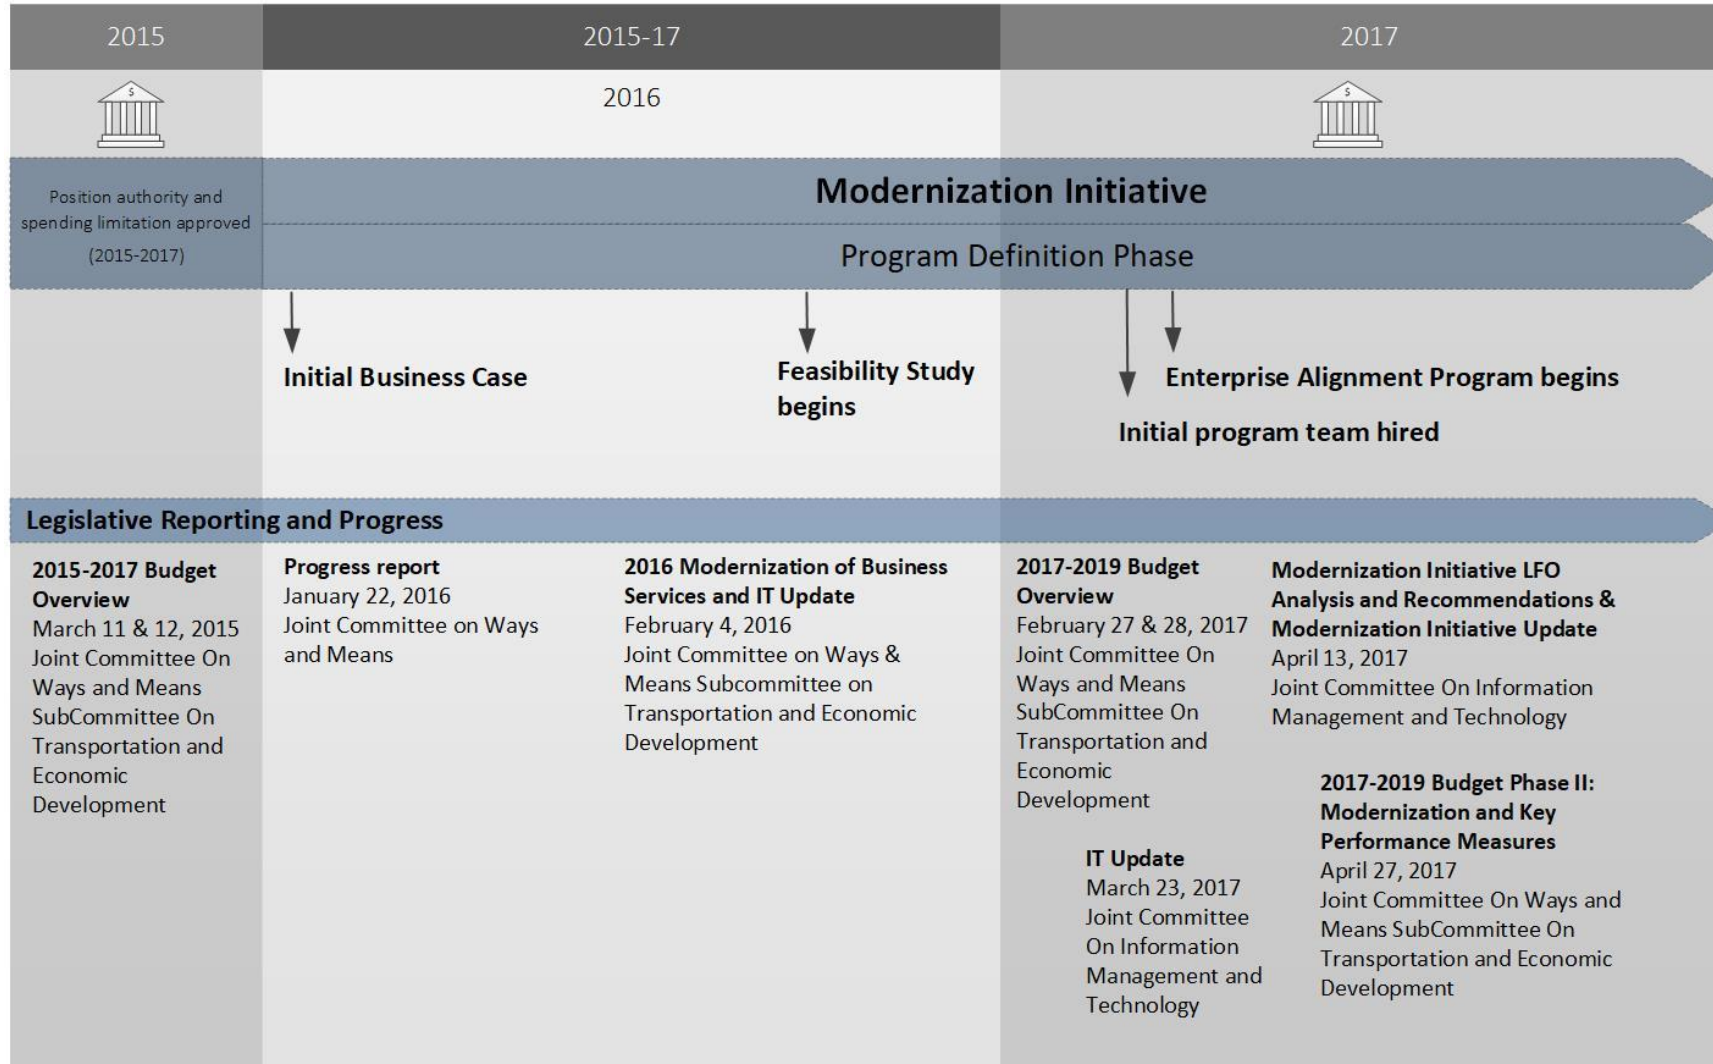 2015
2015-17
2017
$
2016
$
Position authority and
spending limitation approved
(2015-2017)
Modernization Initiative
Program Definition Phase
Initial Business Case
Feasibility Study
begins
Enterprise Alignment Program begins
Initial program team hired
Legislative Reporting and Progress
2015-2017 Budget
Overview
March 11 & 12, 2015
Joint Committee On
Ways and Means
SubCommittee On
Transportation and
Economic
Development
Progress report
January 22, 2016
Joint Committee on Ways
and Means
2016 Modernization of Business
Services and IT Update
February 4, 2016
Joint Committee on Ways &
Means Subcommittee on
Transportation and Economic
Development
2017-2019 Budget
Overview
February 27 & 28, 2017
Joint Committee On
Ways and Means
SubCommittee On
Transportation and
Economic
Development
IT Update
March 23, 2017
Joint Committee
On Information
Management and
Technology
Modernization Initiative LFO
Analysis and Recommendations &
Modernization Initiative Update
April 13, 2017
Joint Committee On Information
Management and Technology
2017-2019 Budget Phase II:
Modernization and Key
Performance Measures
April 27, 2017
Joint Committee On Ways and
Means SubCommittee On
Transportation and Economic
Development